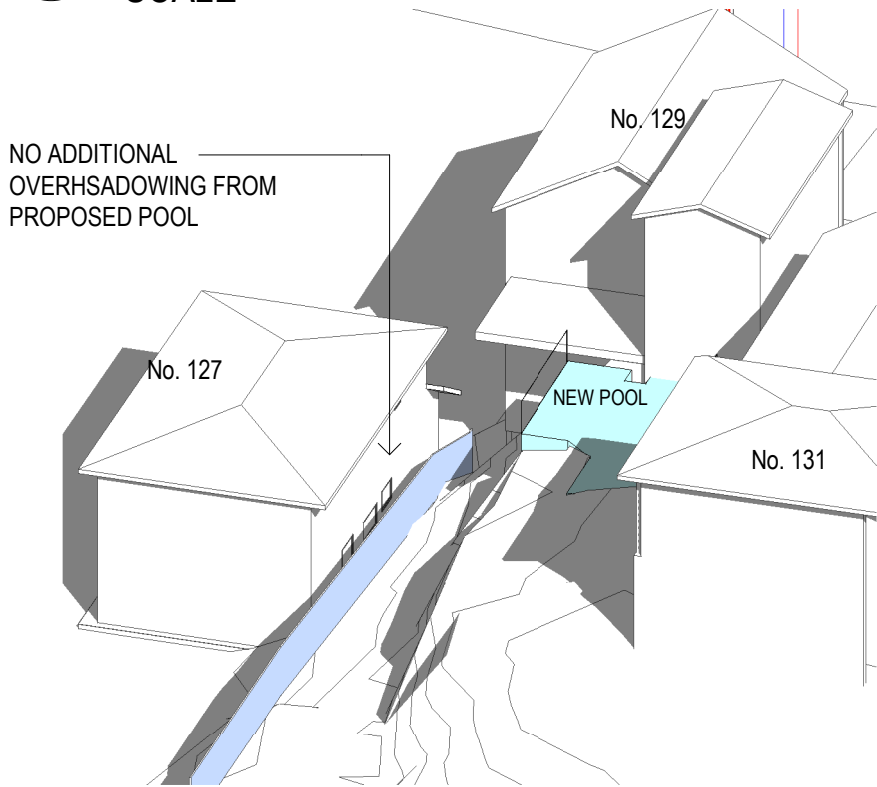 No. 129
NO ADDITIONAL
OVERHSADOWING FROM
PROPOSED POOL
No. 127
NEW POOL
No. 131